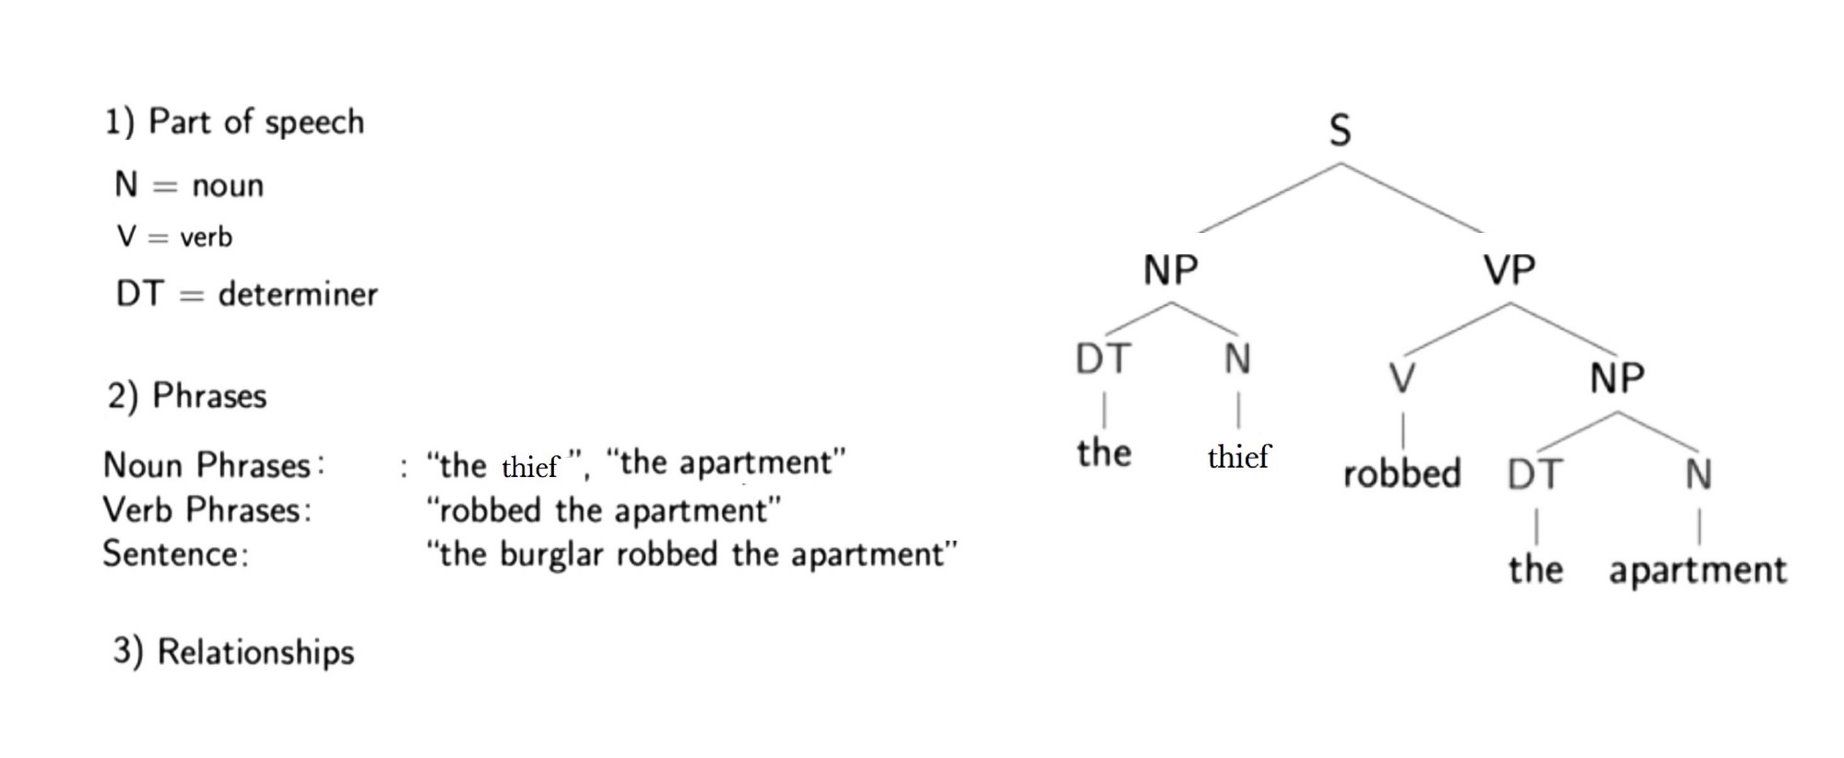 1) Part of speech
N = noun
V = verb
DT = determiner
2) Phrases
Noun Phrases: : “the thief ”, “the apartment”
Verb Phrases: “robbed the apartment”
Sentence: “the burglar robbed the apartment”
3) Relationships
S
NP VP
DT N
V NP
the thief
robbed DT N
the apartment